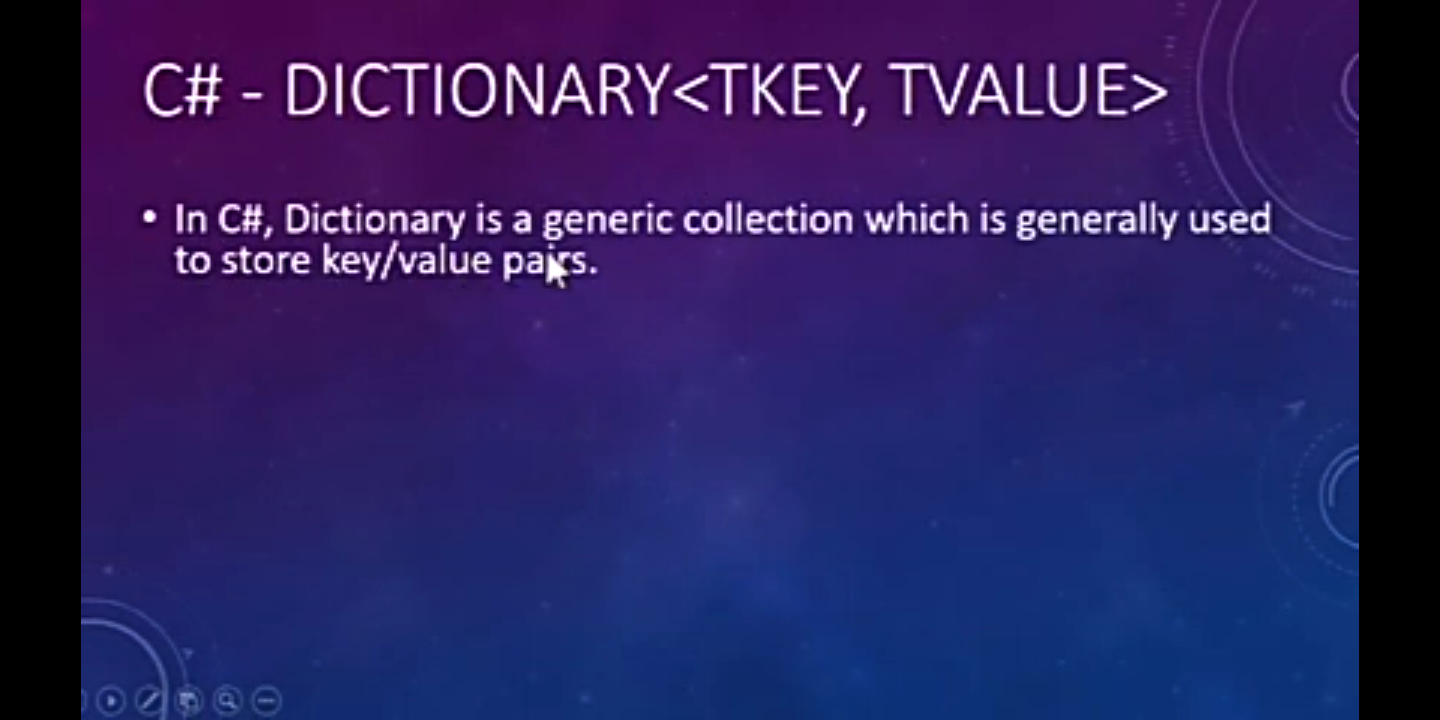 C# - DICTIONARY<TKEY, TVALUE>
• In C#, Dictionary is a generic collection which is generally used
to store key/value pairs.